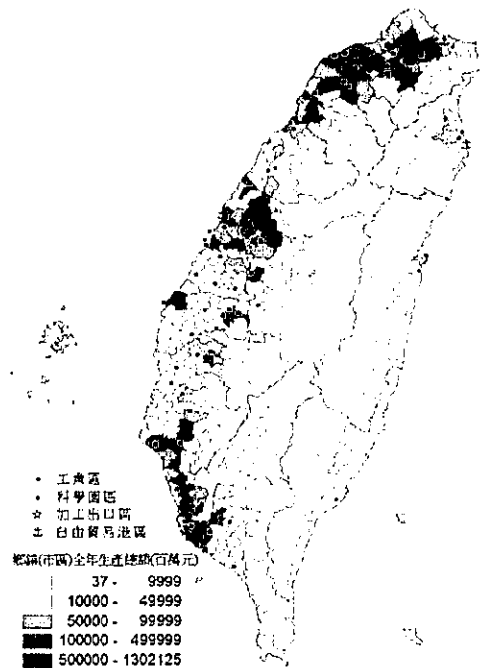 工業區
科學園區
加工出口區
自由貿易港區
鄉鎮(市區)全年生產總額(百萬元)
37 - 9999
10000 - 49999
50000 - 99999
100000 - 499999
500000 - 1302125